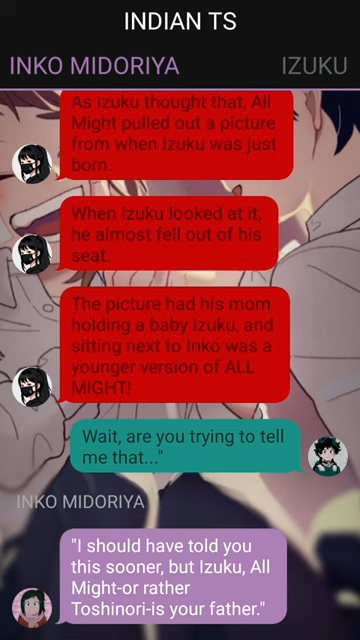 INDIAN TS
INKO MIDORIYA IZUKU
As Izuku thought that, All
Might pulled out a picture
from when Izuku was just
born.
When Izuku looked at it,
he almost fell out of his
seat.
The picture had his mom
holding a baby Izuku, and
sitting next to Inko was a
younger version of ALL
MIGHT!
Wait, are you trying to tell
me that..."
INKO MIDORIYA
"I should have told you
this sooner, but Izuku, All
Might-or rather
Toshinori-is your father."